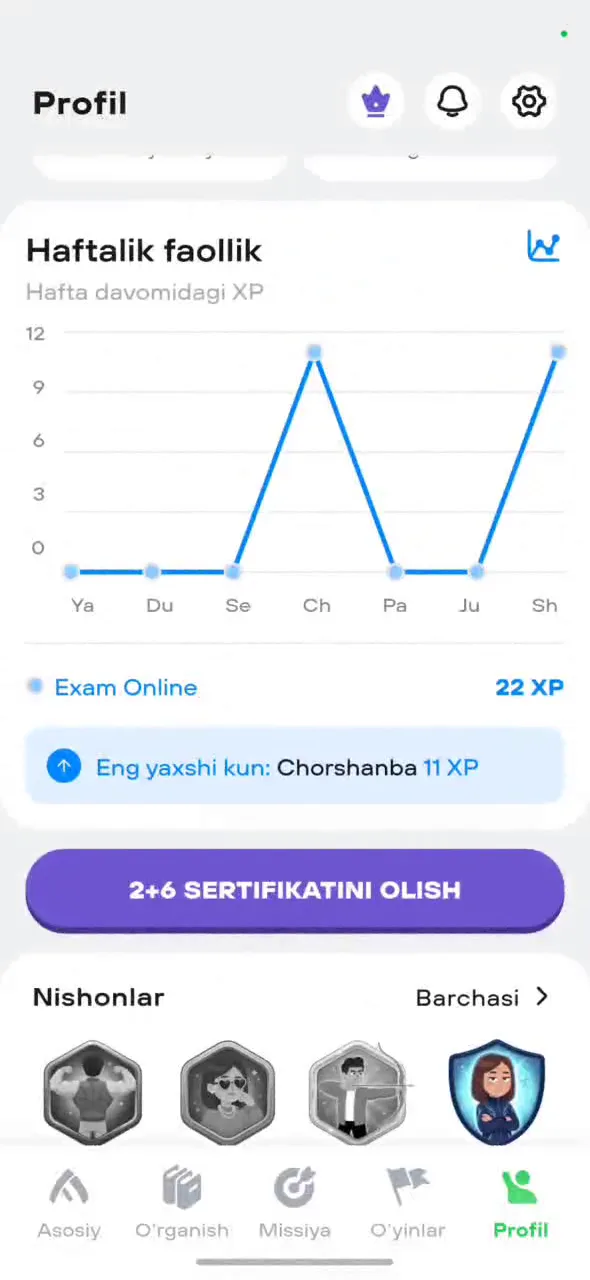 Profil
Haftalik faollik
Hafta davomidagi XP
12
9
6
3
0
Ya Du Se Ch Pa Ju Sh
Exam Online 22 XP
Eng yaxshi kun: Chorshanba 11 XP
2+6 SERTIFIKATINI OLISH
Nishonlar Barchasi
Asosiy O'rganish Missiya O'yinlar Profil